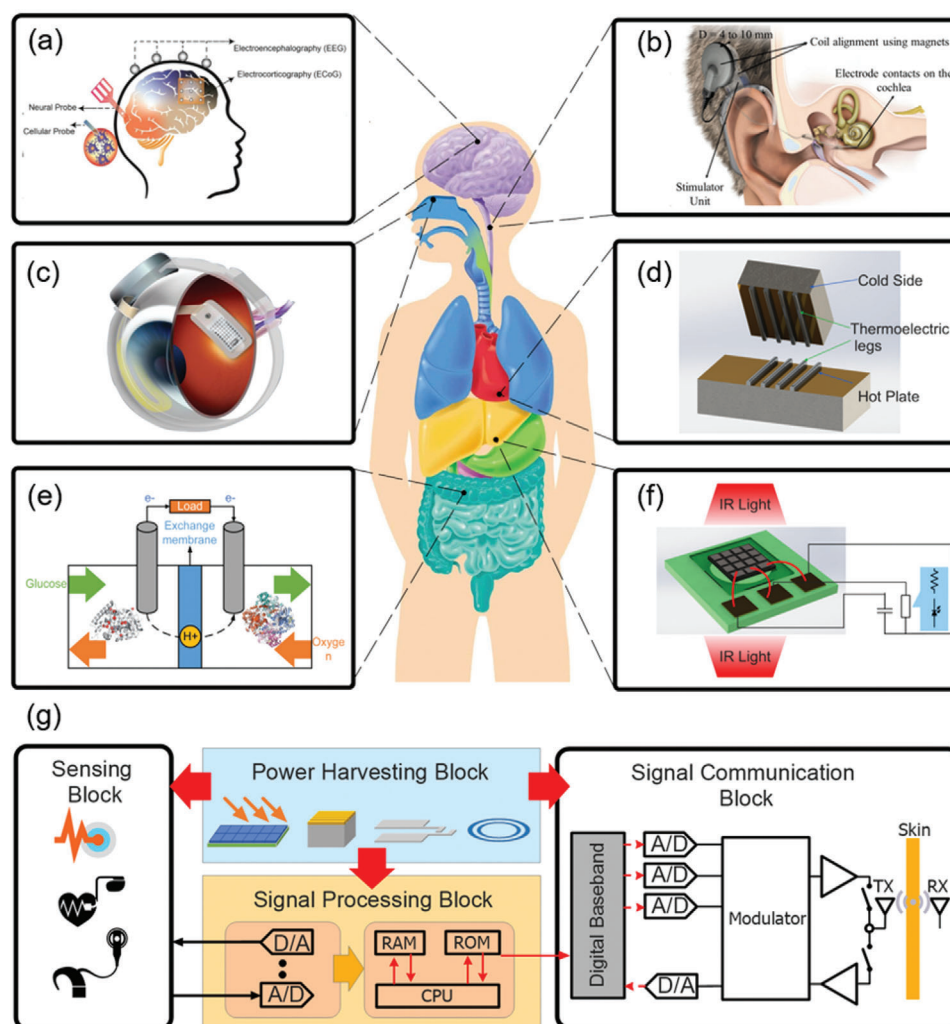 (a)
Electroencephalography (EEG)
Electrocorticography (ECoG)
Neural Probe
Cellular Probe
(b)
D = 4 to 10 mm
Coil alignment using magnets
Electrode contacts on the
cochlea
Stimulator
Unit
(c)
(d)
Cold Side
Thermoelectric
legs
Hot Plate
(e)
e-
Load
e-
Exchange
membrane
Glucose
H+
Oxyge
n
(f)
IR Light
IR Light
(g)
Sensing
Block
Power Harvesting Block
Signal Processing Block
D/A
A/D
RAM
ROM
CPU
Signal Communication
Block
Digital Baseband
A/D
A/D
A/D
D/A
Modulator
Skin
TX
RX